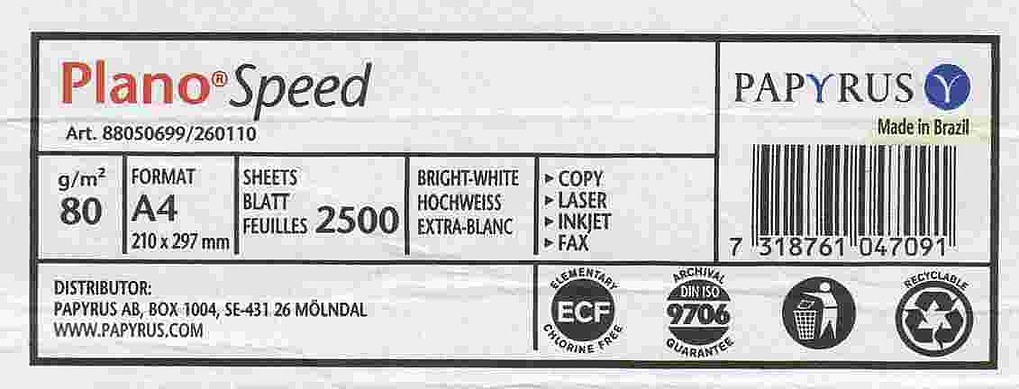 Plano® Speed
Art. 88050699/260110
PAPYRUS
Made in Brazil
7 318761 047091
g/m²
80
FORMAT
A4
210 x 297 mm
SHEETS
BLATT
FEUILLES 2500
BRIGHT-WHITE
HOCHWEISS
EXTRA-BLANC
▸ COPY
▸ LASER
▸ INKJET
▸ FAX
DISTRIBUTOR:
PAPYRUS AB, BOX 1004, SE-431 26 MÖLNDAL
WWW.PAPYRUS.COM
ELEMENTARY
ECF
CHLORINE FREE
ARCHIVAL
DIN ISO
9706
GUARANTEE
RECYCLABLE